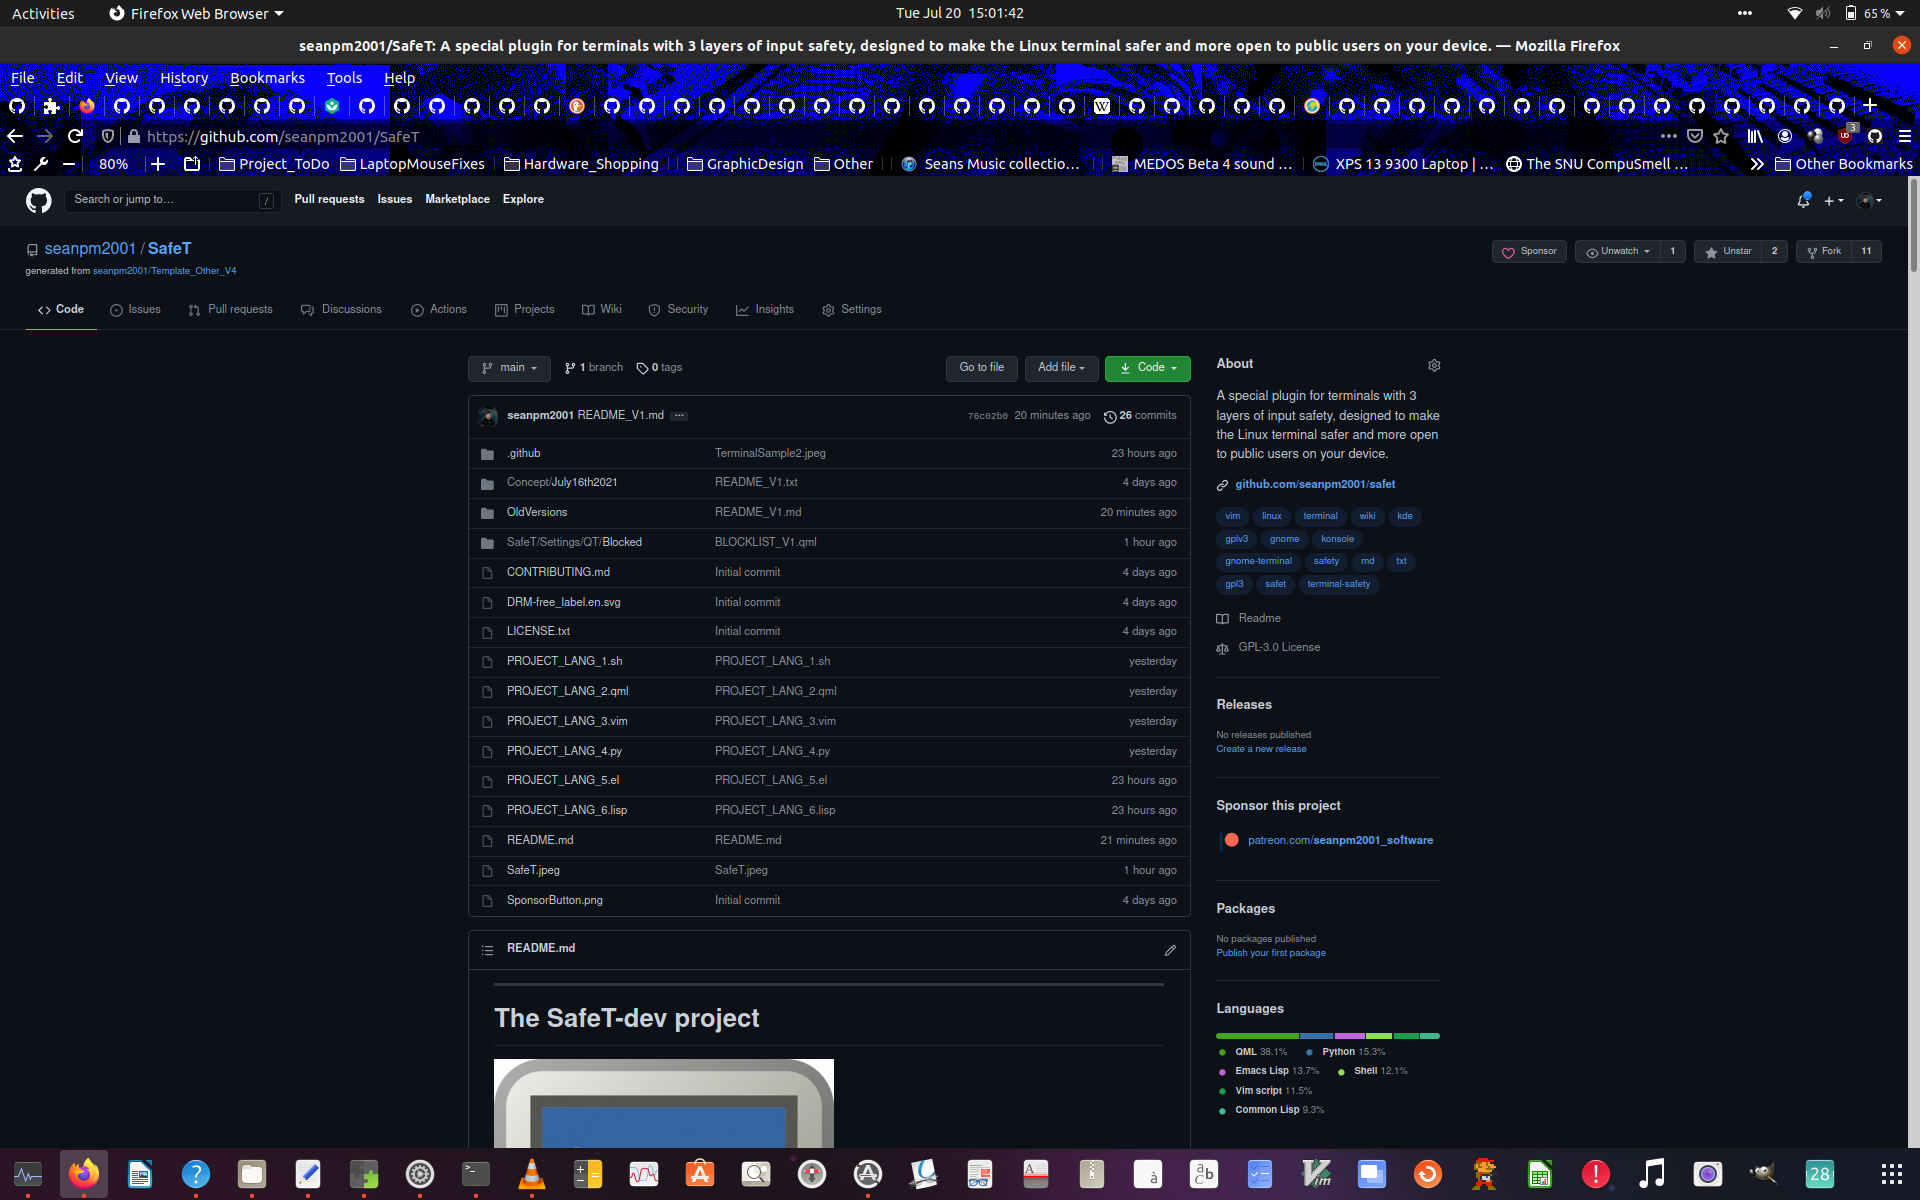 Activities Firefox Web Browser Tue Jul 20 15:01:42 65 %
seanpm2001/SafeT: A special plugin for terminals with 3 layers of input safety, designed to make the Linux terminal safer and more open to public users on your device. — Mozilla Firefox
File Edit View History Bookmarks Tools Help
https://github.com/seanpm2001/SafeT 3
80% Project_ToDo LaptopMouseFixes Hardware_Shopping GraphicDesign Other Seans Music collectio… MEDOS Beta 4 sound … XPS 13 9300 Laptop | … The SNU CompuSmell … Other Bookmarks
Search or jump to… / Pull requests Issues Marketplace Explore
seanpm2001 / SafeT Sponsor Unwatch 1 Unstar 2 Fork 11
generated from seanpm2001/Template_Other_V4
Code Issues Pull requests Discussions Actions Projects Wiki Security Insights Settings
main 1 branch 0 tags Go to file Add file Code
seanpm2001 README_V1.md ... 76c02b0 20 minutes ago 26 commits
.github TerminalSample2.jpeg 23 hours ago
Concept/July16th2021 README_V1.txt 4 days ago
OldVersions README_V1.md 20 minutes ago
SafeT/Settings/QT/Blocked BLOCKLIST_V1.qml 1 hour ago
CONTRIBUTING.md Initial commit 4 days ago
DRM-free_label.en.svg Initial commit 4 days ago
LICENSE.txt Initial commit 4 days ago
PROJECT_LANG_1.sh PROJECT_LANG_1.sh yesterday
PROJECT_LANG_2.qml PROJECT_LANG_2.qml yesterday
PROJECT_LANG_3.vim PROJECT_LANG_3.vim yesterday
PROJECT_LANG_4.py PROJECT_LANG_4.py yesterday
PROJECT_LANG_5.el PROJECT_LANG_5.el 23 hours ago
PROJECT_LANG_6.lisp PROJECT_LANG_6.lisp 23 hours ago
README.md README.md 21 minutes ago
SafeT.jpeg SafeT.jpeg 1 hour ago
SponsorButton.png Initial commit 4 days ago
README.md
The SafeT-dev project
About
A special plugin for terminals with 3
layers of input safety, designed to make
the Linux terminal safer and more open
to public users on your device.
github.com/seanpm2001/safet
vim linux terminal wiki kde
gplv3 gnome konsole
gnome-terminal safety md txt
gpl3 safet terminal-safety
Readme
GPL-3.0 License
Releases
No releases published
Create a new release
Sponsor this project
patreon.com/seanpm2001_software
Packages
No packages published
Publish your first package
Languages
QML 38.1% Python 15.3%
Emacs Lisp 13.7% Shell 12.1%
Vim script 11.5%
Common Lisp 9.3%
28